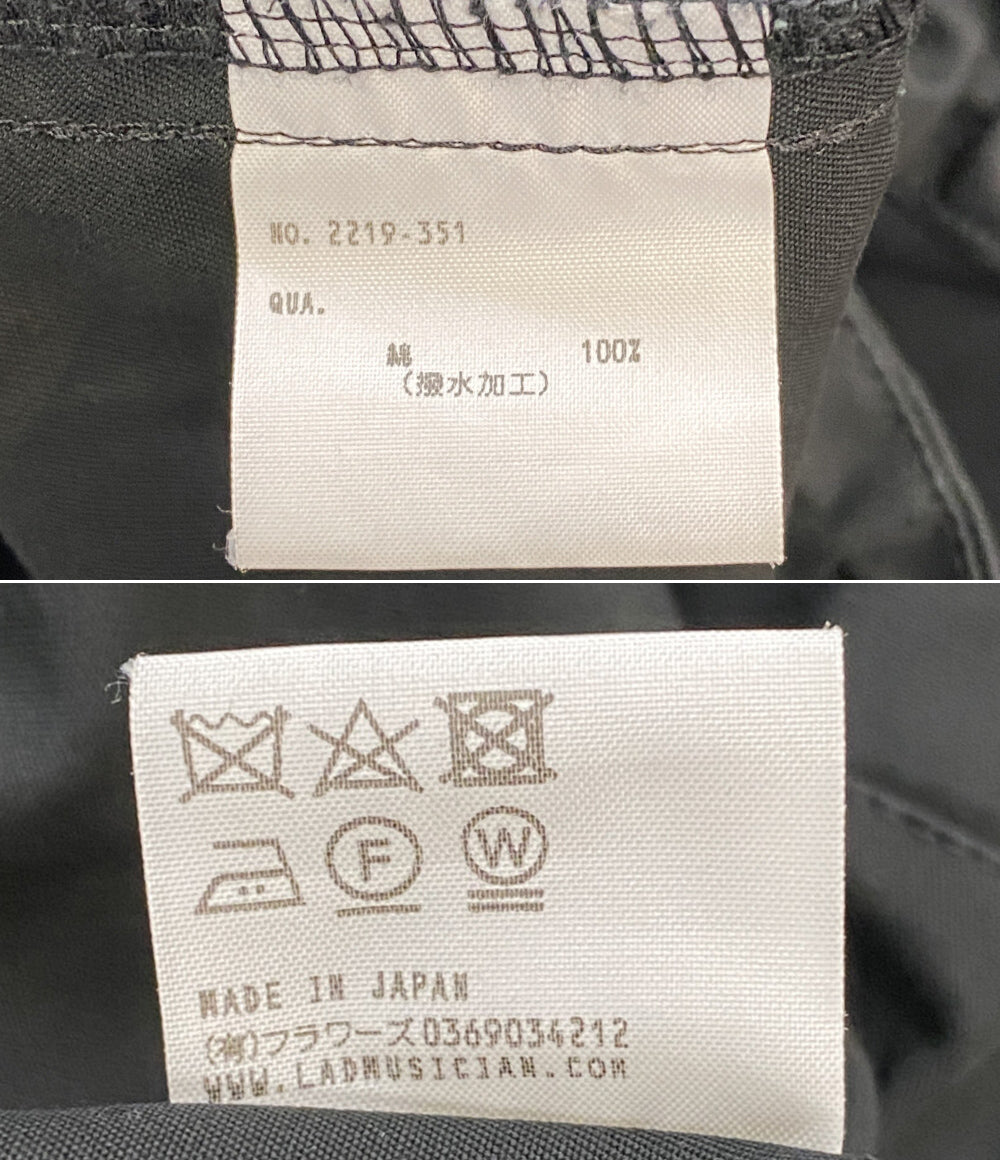 NO. 2219-351
QUA.
綿 100%
(撥水加工)
F W
MADE IN JAPAN
(有)フラワーズ0369034212
WWW.LADMUSICIAN.COM